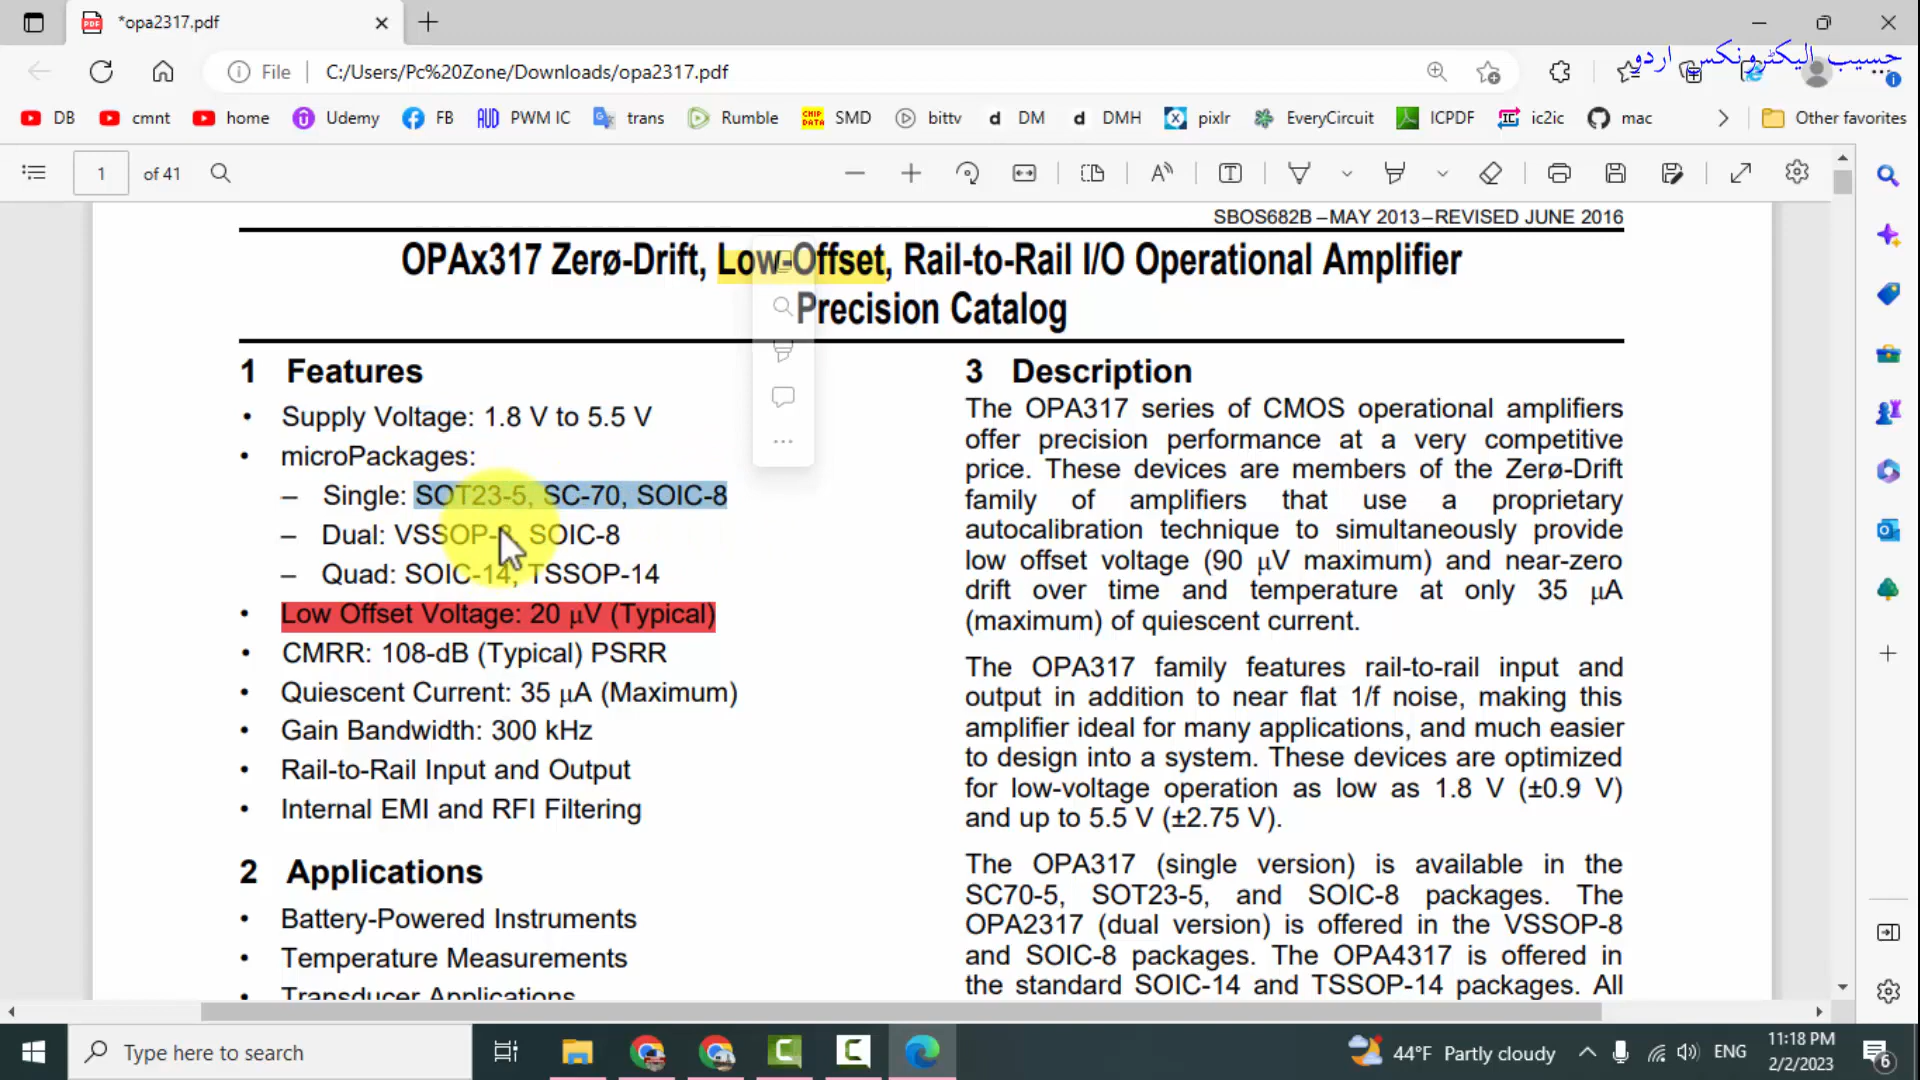 *opa2317.pdf
حسیب الیکٹرونکس اردو
File
C:/Users/Pc%20Zone/Downloads/opa2317.pdf
DB cmnt home Udemy FB PWM IC trans Rumble SMD bittv DM DMH pixlr EveryCircuit ICPDF ic2ic mac Other favorites
1 of 41
SBOS682B –MAY 2013–REVISED JUNE 2016
OPAx317 Zerø-Drift, Low-Offset, Rail-to-Rail I/O Operational Amplifier
Precision Catalog
1 Features
• Supply Voltage: 1.8 V to 5.5 V
• microPackages:
– Single: SOT23-5, SC-70, SOIC-8
– Dual: VSSOP-8, SOIC-8
– Quad: SOIC-14, TSSOP-14
• Low Offset Voltage: 20 μV (Typical)
• CMRR: 108-dB (Typical) PSRR
• Quiescent Current: 35 μA (Maximum)
• Gain Bandwidth: 300 kHz
• Rail-to-Rail Input and Output
• Internal EMI and RFI Filtering
2 Applications
• Battery-Powered Instruments
• Temperature Measurements
• Transducer Applications
3 Description
The OPA317 series of CMOS operational amplifiers
offer precision performance at a very competitive
price. These devices are members of the Zerø-Drift
family of amplifiers that use a proprietary
autocalibration technique to simultaneously provide
low offset voltage (90 μV maximum) and near-zero
drift over time and temperature at only 35 μA
(maximum) of quiescent current.
The OPA317 family features rail-to-rail input and
output in addition to near flat 1/f noise, making this
amplifier ideal for many applications, and much easier
to design into a system. These devices are optimized
for low-voltage operation as low as 1.8 V (±0.9 V)
and up to 5.5 V (±2.75 V).
The OPA317 (single version) is available in the
SC70-5, SOT23-5, and SOIC-8 packages. The
OPA2317 (dual version) is offered in the VSSOP-8
and SOIC-8 packages. The OPA4317 is offered in
the standard SOIC-14 and TSSOP-14 packages. All
Type here to search
44°F Partly cloudy
ENG
11:18 PM
2/2/2023
6